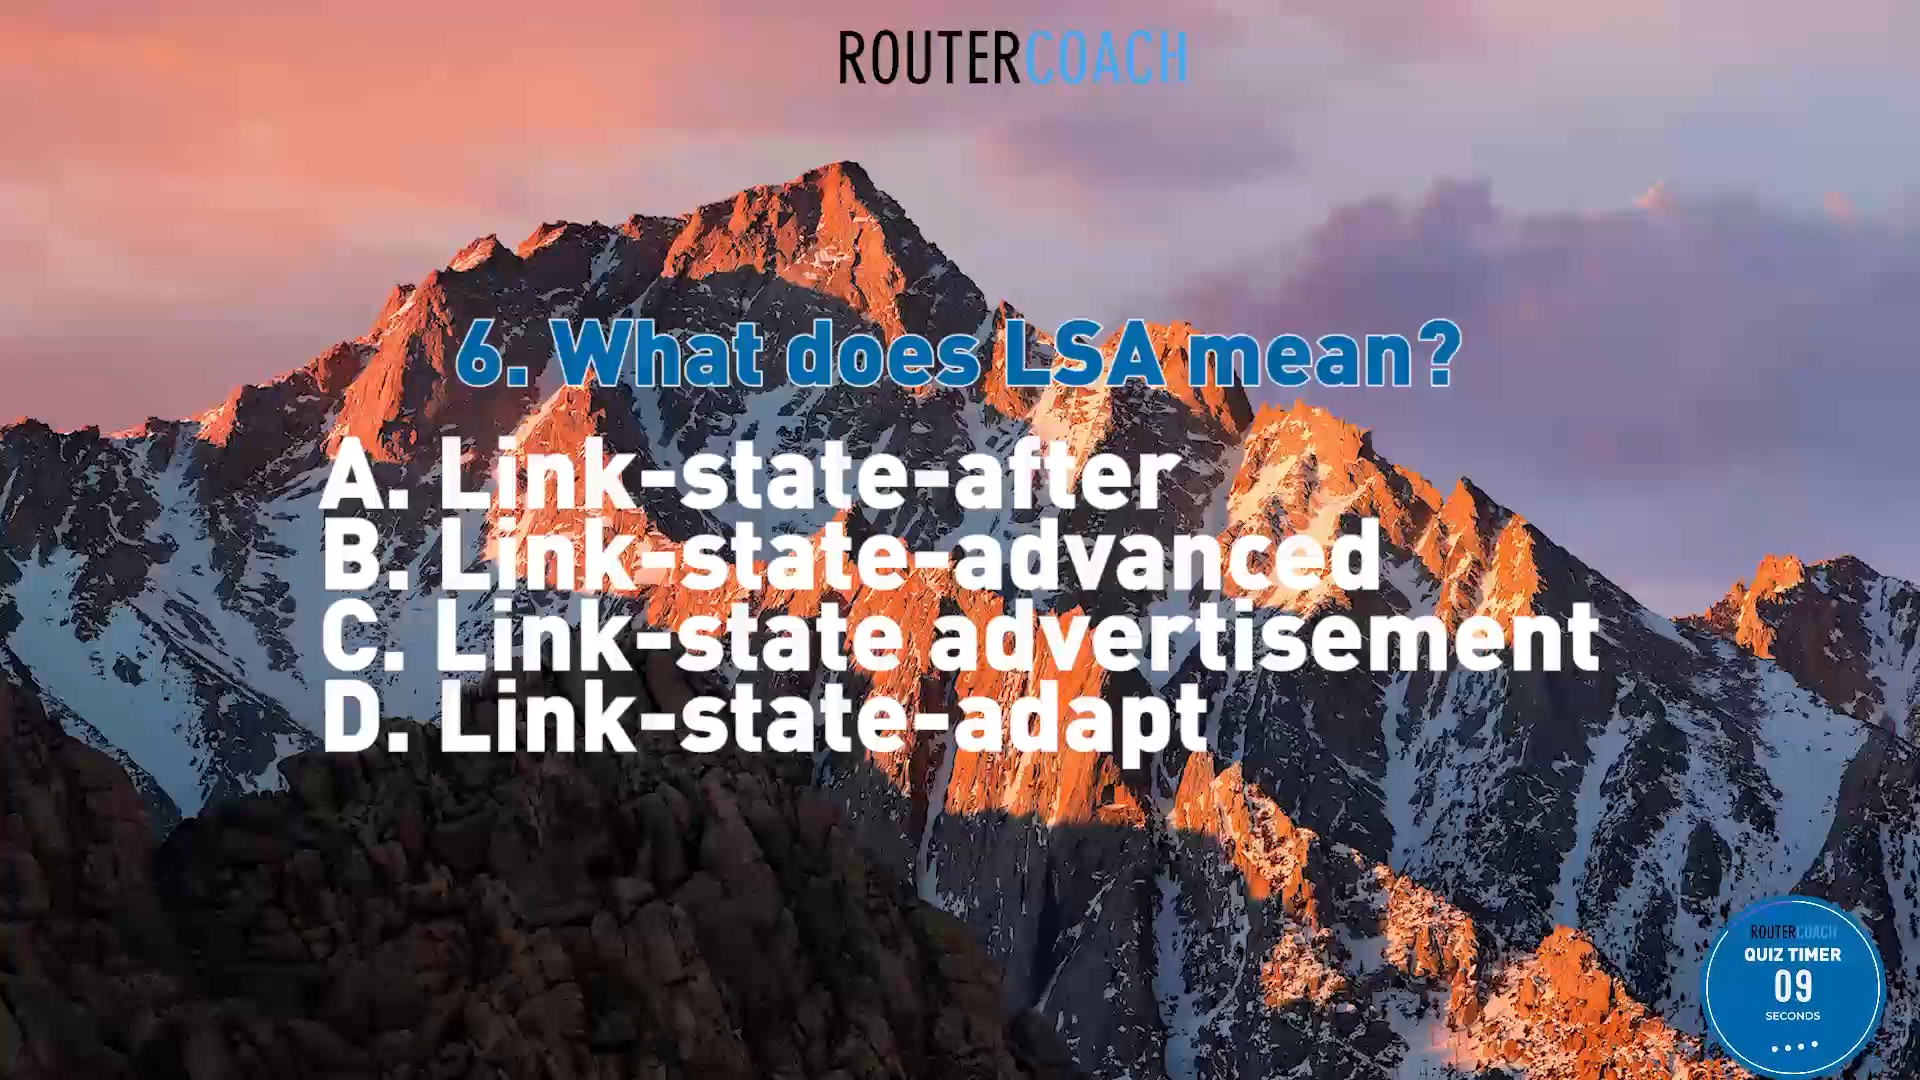 ROUTERCOACH
6. What does LSA mean?
A. Link-state-after
B. Link-state-advanced
C. Link-state advertisement
D. Link-state-adapt
ROUTERCOACH
QUIZ TIMER
09
SECONDS